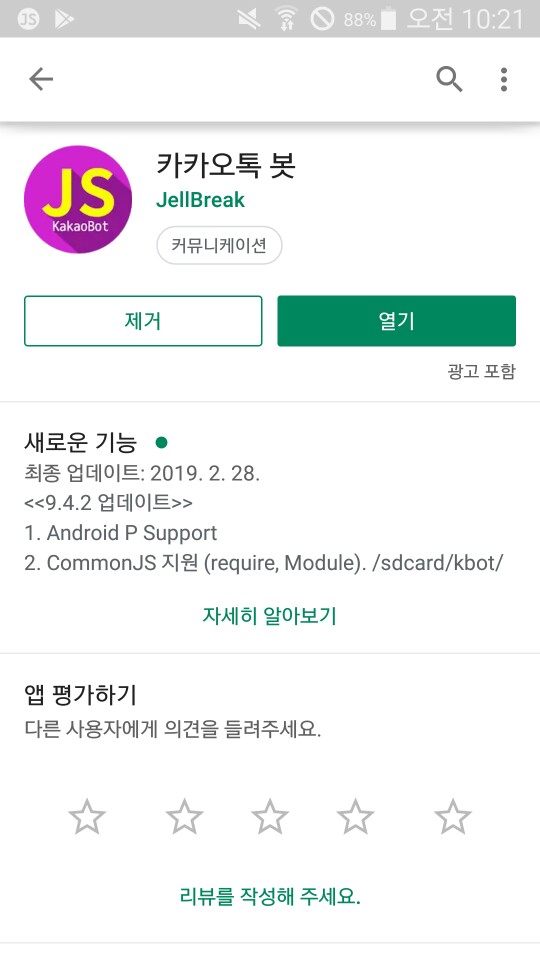 JS
88%
오전 10:21
JS
KakaoBot
카카오톡 봇
JellBreak
커뮤니케이션
제거
열기
광고 포함
새로운 기능
최종 업데이트: 2019. 2. 28.
<<9.4.2 업데이트>>
1. Android P Support
2. CommonJS 지원 (require, Module). /sdcard/kbot/
자세히 알아보기
앱 평가하기
다른 사용자에게 의견을 들려주세요.
리뷰를 작성해 주세요.